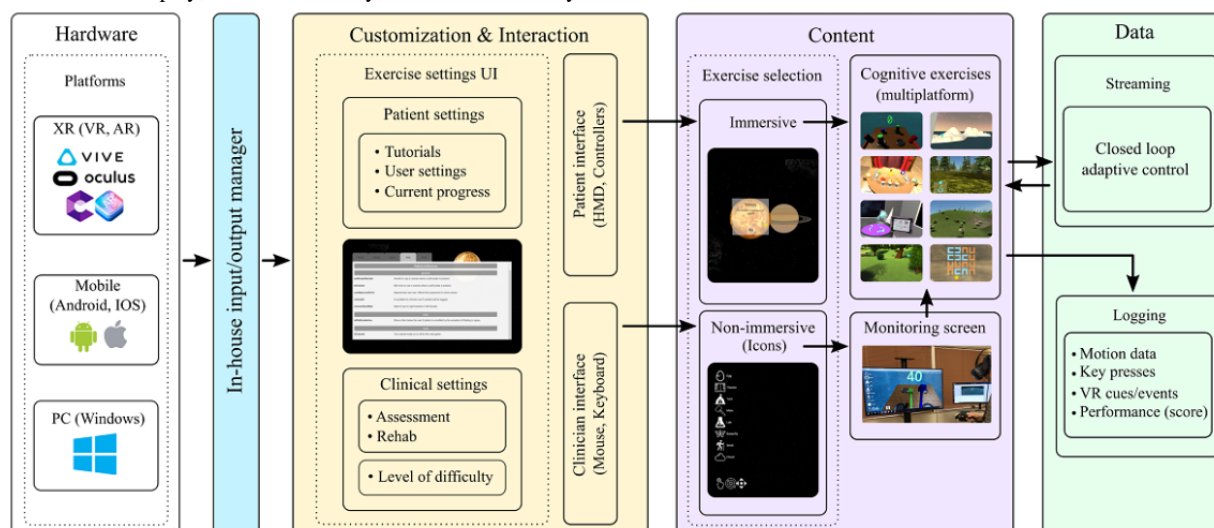 Hardware
Platforms
XR (VR, AR)
VIVE
oculus
Mobile
(Android, IOS)
PC (Windows)
In-house input/output manager
Customization & Interaction
Exercise settings UI
Patient settings
• Tutorials
• User settings
• Current progress
Clinical settings
• Assessment
• Rehab
• Level of difficulty
Patient interface
(HMD, Controllers)
Clinician interface
(Mouse, Keyboard)
Content
Exercise selection
Immersive
Non-immersive
(Icons)
Cognitive exercises
(multiplatform)
0
Monitoring screen
40
Data
Streaming
Closed loop
adaptive control
Logging
• Motion data
• Key presses
• VR cues/events
• Performance (score)